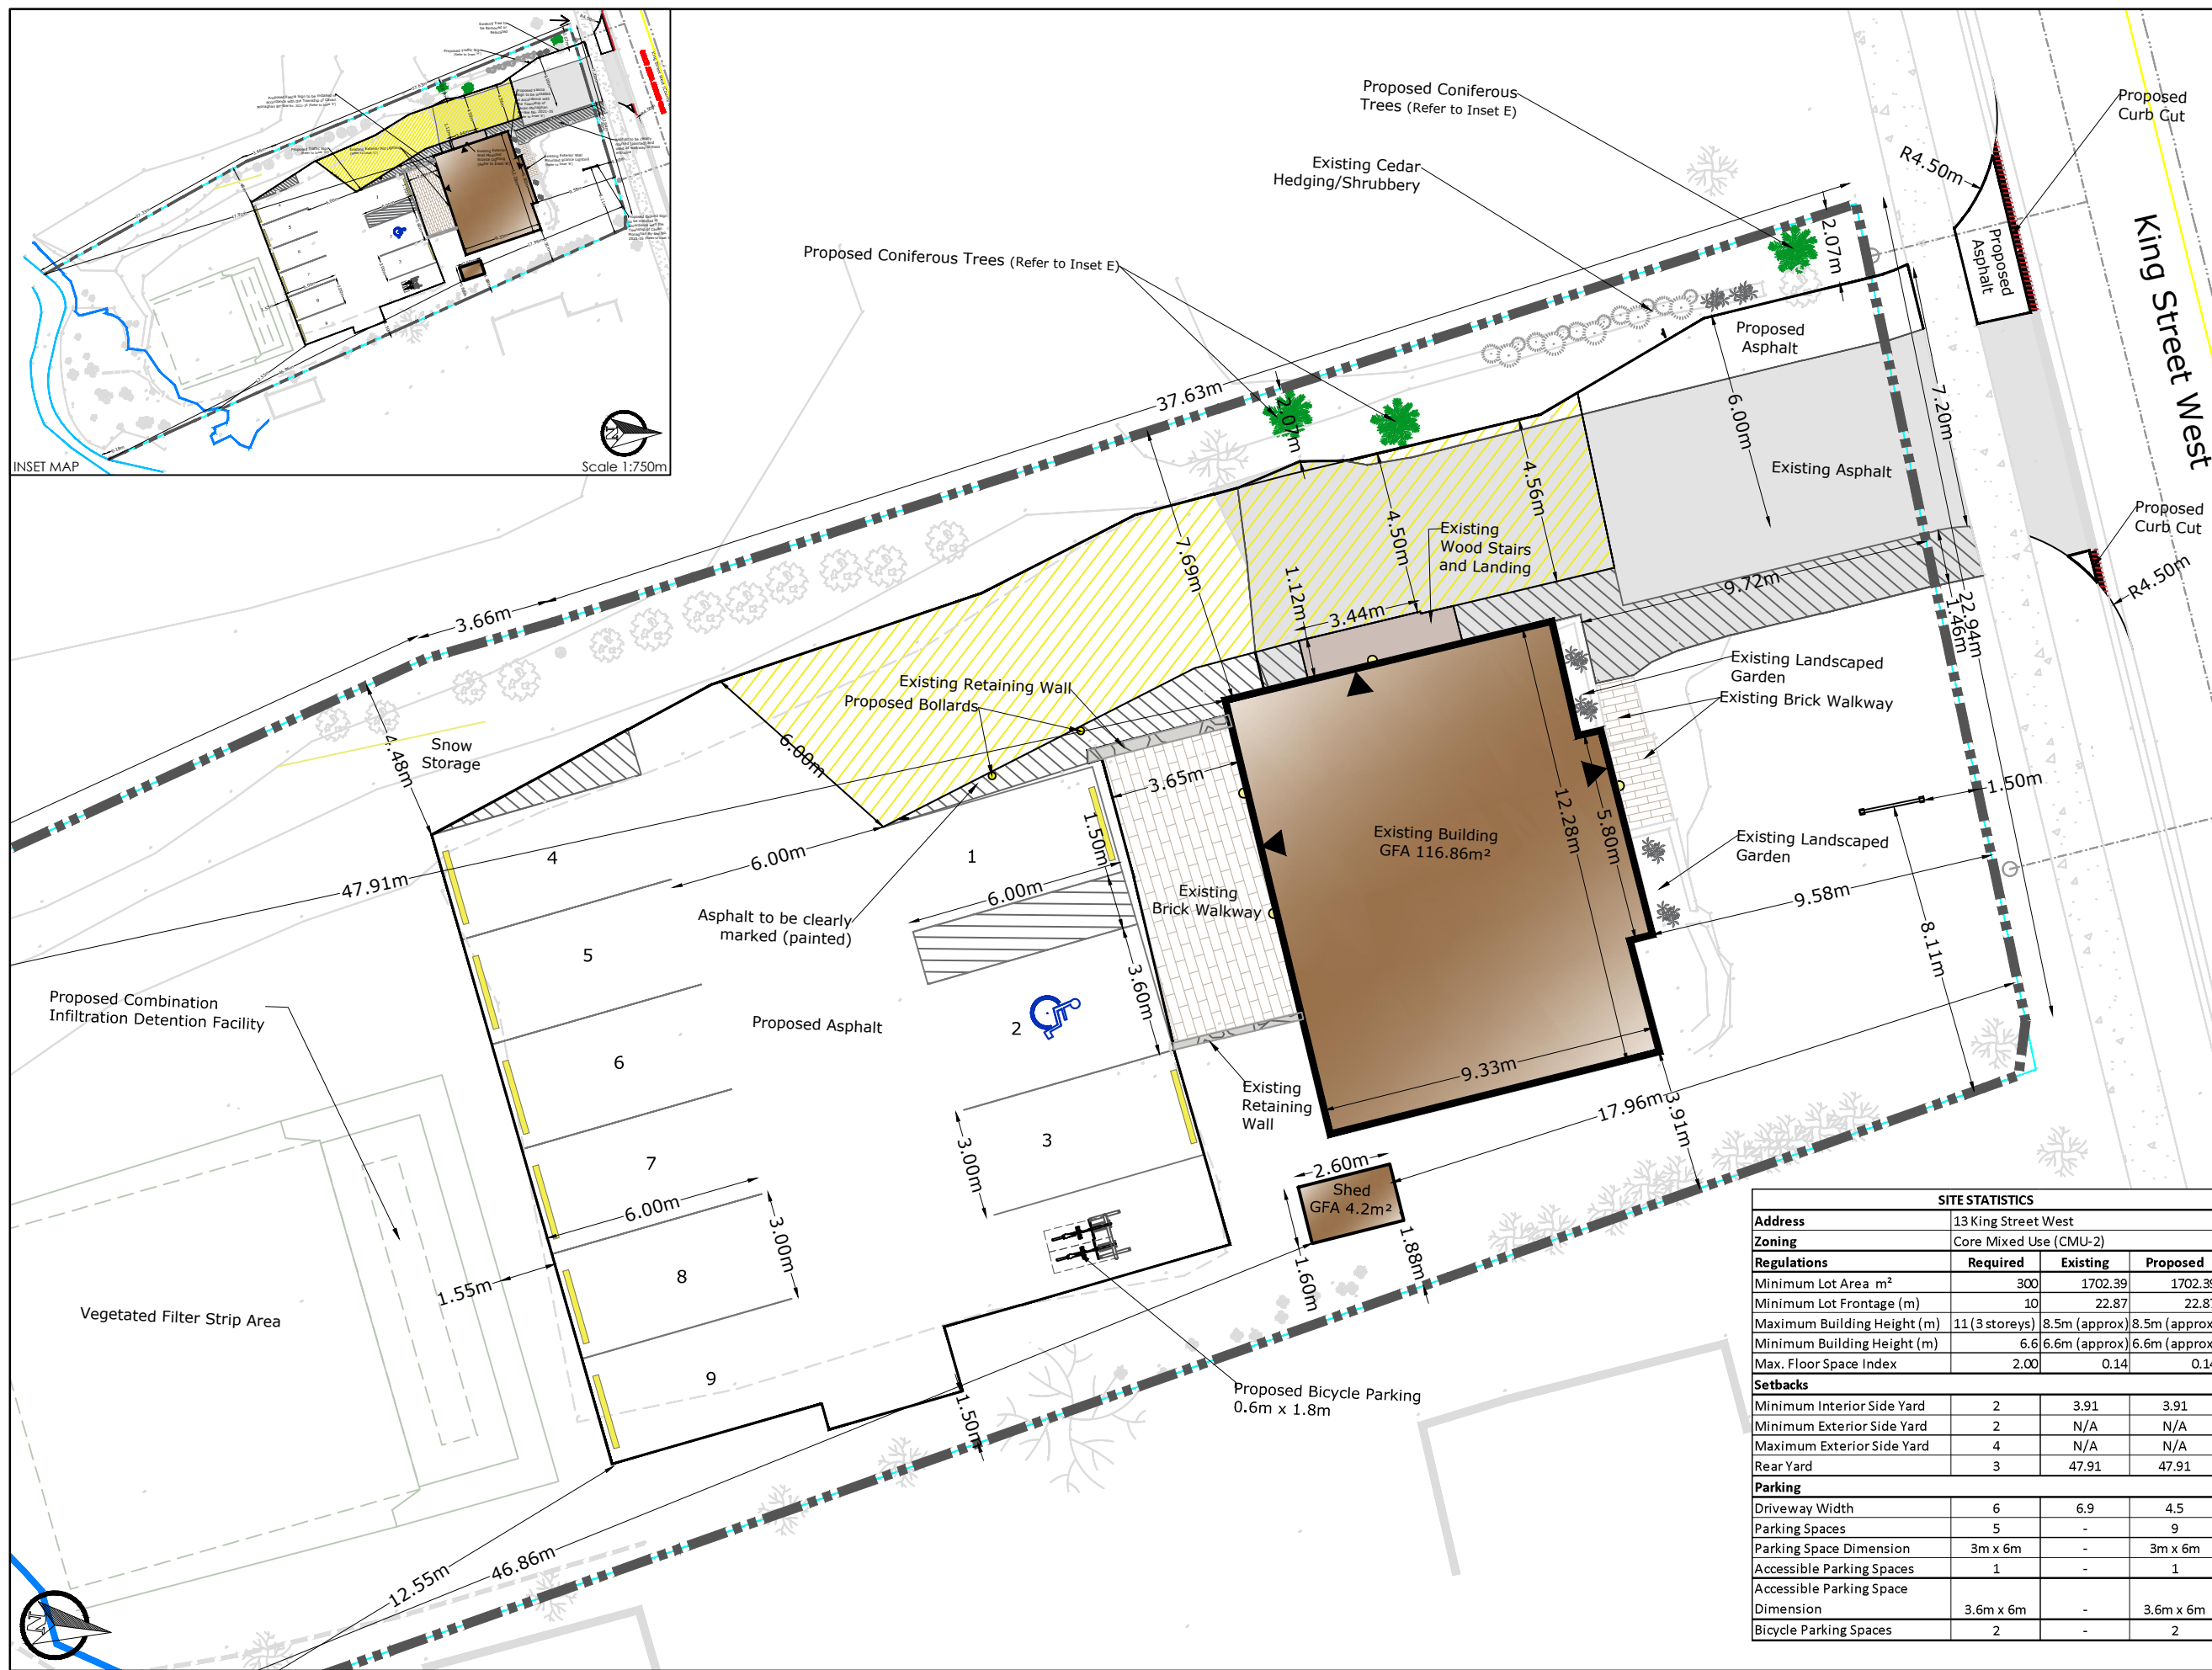 INSET MAP
Scale 1:750m
Proposed Coniferous
Trees (Refer to Inset E)
Existing Cedar
Hedging/Shrubbery
Proposed Coniferous Trees (Refer to Inset E)
Proposed
Curb Cut
R4.50m
Proposed
Asphalt
King Street West
2.07m
Proposed
Asphalt
37.63m
2.07m
6.00m
7.20m
Existing Asphalt
4.56m
4.50m
Existing
Wood Stairs
and Landing
Proposed
Curb Cut
R4.50m
7.69m
1.12m
3.44m
9.72m
22.94m
1.46m
3.66m
Existing Landscaped
Garden
Existing Brick Walkway
Existing Retaining Wall
Proposed Bollards
Snow
Storage
4.48m
6.00m
3.65m
1.50m
12.28m
5.80m
1.50m
Existing Building
GFA 116.86m²
Existing Landscaped
Garden
4
6.00m
1
47.91m
6.00m
Existing
Brick Walkway
9.58m
8.11m
Asphalt to be clearly
marked (painted)
5
3.60m
Proposed Combination
Infiltration Detention Facility
Proposed Asphalt
2
6
Existing
Retaining
Wall
9.33m
17.96m
3.91m
7
3.00m
3
2.60m
Shed
GFA 4.2m²
6.00m
3.00m
1.60m
1.88m
1.55m
8
Vegetated Filter Strip Area
9
1.50m
Proposed Bicycle Parking
0.6m x 1.8m
12.55m
46.86m
N
SITE STATISTICS
Address 13 King Street West
Zoning Core Mixed Use (CMU-2)
Regulations Required Existing Proposed
Minimum Lot Area m² 300 1702.39 1702.39
Minimum Lot Frontage (m) 10 22.87 22.87
Maximum Building Height (m) 11 (3 storeys) 8.5m (approx) 8.5m (approx
Minimum Building Height (m) 6.6 6.6m (approx) 6.6m (approx
Max. Floor Space Index 2.00 0.14 0.14
Setbacks
Minimum Interior Side Yard 2 3.91 3.91
Minimum Exterior Side Yard 2 N/A N/A
Maximum Exterior Side Yard 4 N/A N/A
Rear Yard 3 47.91 47.91
Parking
Driveway Width 6 6.9 4.5
Parking Spaces 5 - 9
Parking Space Dimension 3m x 6m - 3m x 6m
Accessible Parking Spaces 1 - 1
Accessible Parking Space
Dimension 3.6m x 6m - 3.6m x 6m
Bicycle Parking Spaces 2 - 2